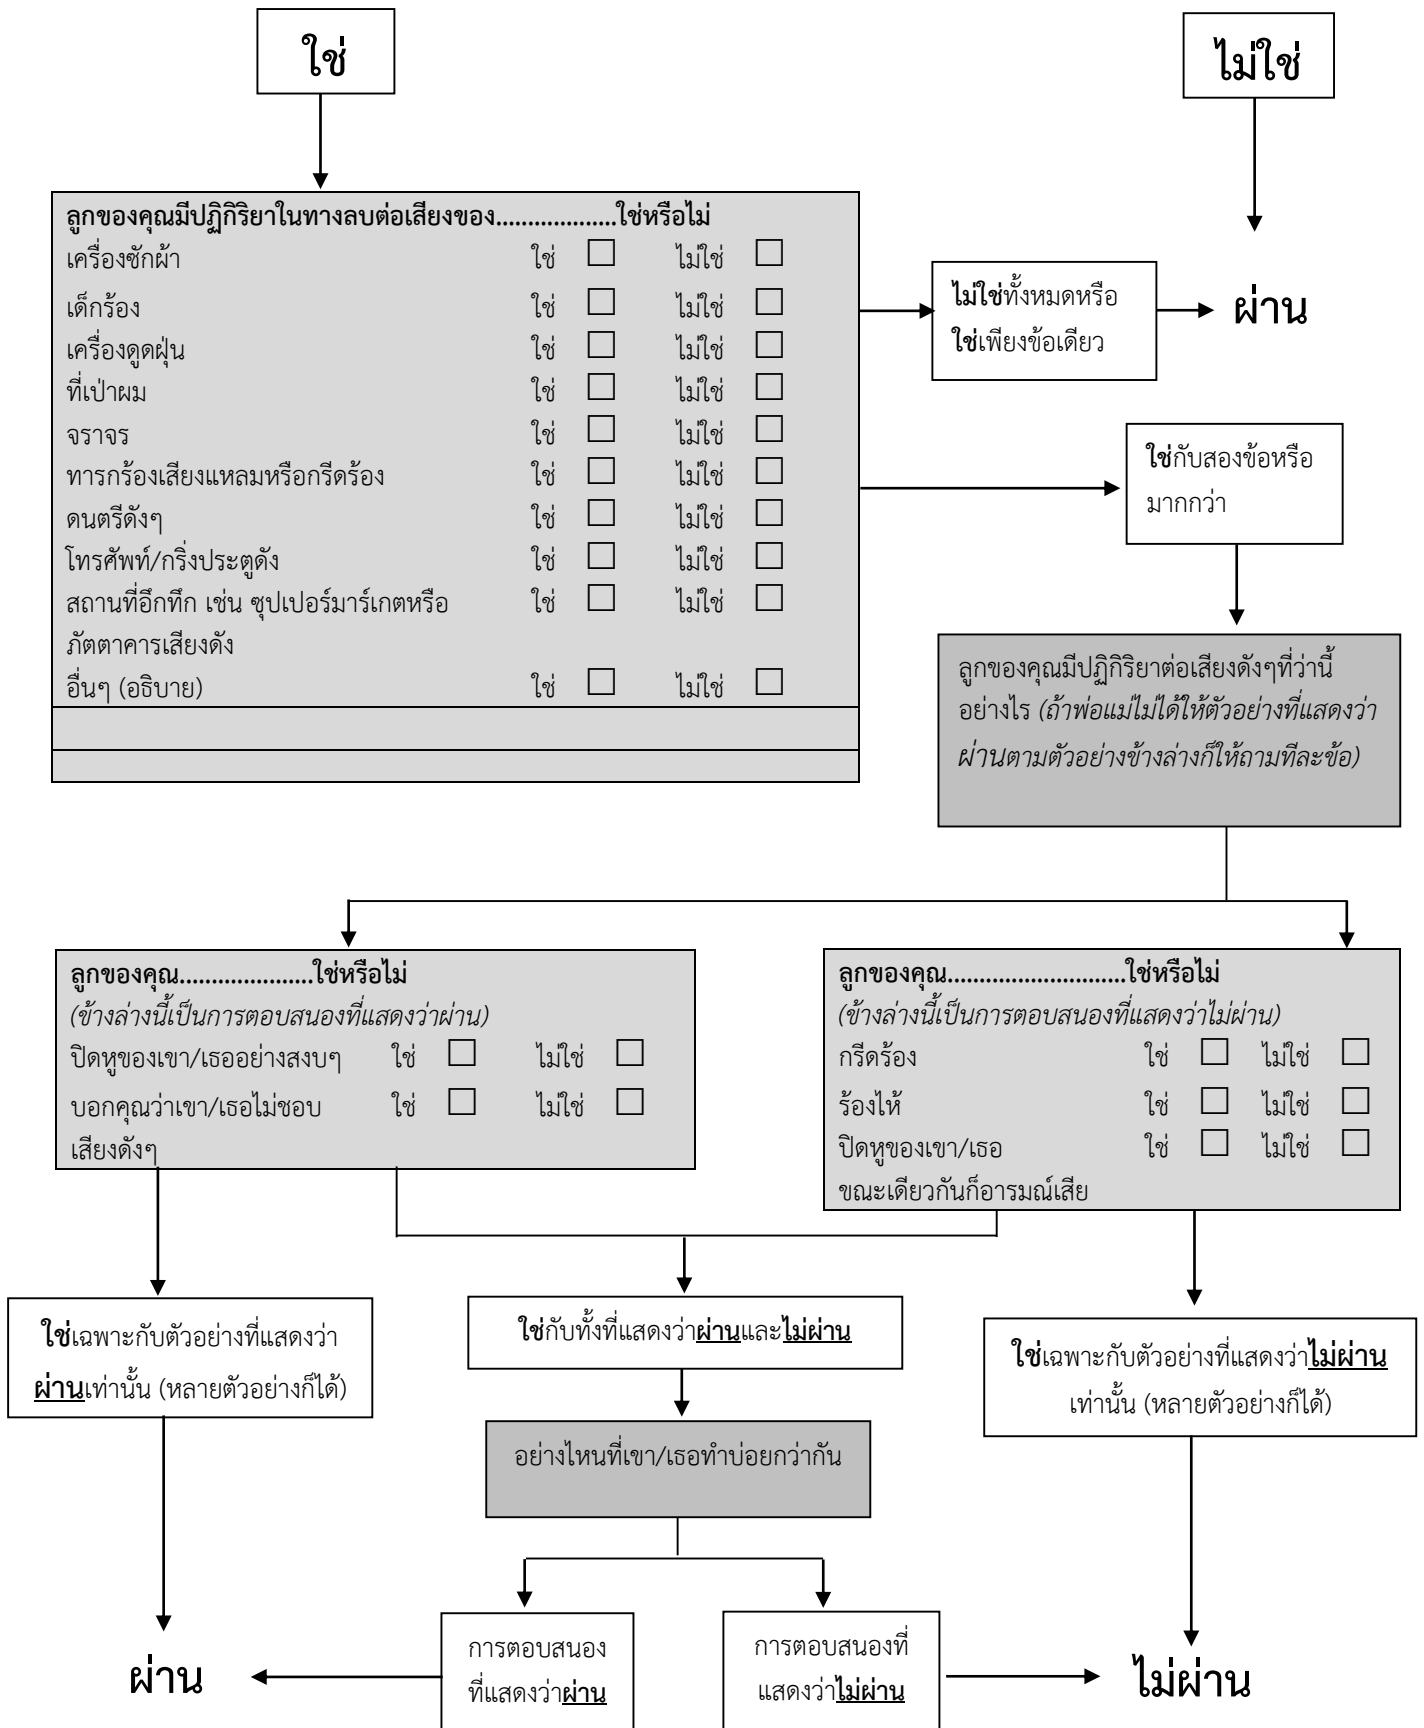 ใช่
ไม่ใช่
ลูกของคุณมีปฏิกิริยาในทางลบต่อเสียงของ..................ใช่หรือไม่
เครื่องซักผ้า ใช่ ☐ ไม่ใช่ ☐
เด็กร้อง ใช่ ☐ ไม่ใช่ ☐
เครื่องดูดฝุ่น ใช่ ☐ ไม่ใช่ ☐
ที่เป่าผม ใช่ ☐ ไม่ใช่ ☐
จราจร ใช่ ☐ ไม่ใช่ ☐
ทารกร้องเสียงแหลมหรือกรีดร้อง ใช่ ☐ ไม่ใช่ ☐
ดนตรีดังๆ ใช่ ☐ ไม่ใช่ ☐
โทรศัพท์/กริ่งประตูดัง ใช่ ☐ ไม่ใช่ ☐
สถานที่อึกทึก เช่น ซุปเปอร์มาร์เกตหรือ ใช่ ☐ ไม่ใช่ ☐
ภัตตาคารเสียงดัง
อื่นๆ (อธิบาย) ใช่ ☐ ไม่ใช่ ☐
ไม่ใช่ทั้งหมดหรือ
ใช่เพียงข้อเดียว
ผ่าน
ใช่กับสองข้อหรือ
มากกว่า
ลูกของคุณมีปฏิกิริยาต่อเสียงดังๆที่ว่านี้
อย่างไร (ถ้าพ่อแม่ไม่ได้ให้ตัวอย่างที่แสดงว่า
ผ่านตามตัวอย่างข้างล่างก็ให้ถามทีละข้อ)
ลูกของคุณ....................ใช่หรือไม่
(ข้างล่างนี้เป็นการตอบสนองที่แสดงว่าผ่าน)
ปิดหูของเขา/เธออย่างสงบๆ ใช่ ☐ ไม่ใช่ ☐
บอกคุณว่าเขา/เธอไม่ชอบ ใช่ ☐ ไม่ใช่ ☐
เสียงดังๆ
ลูกของคุณ...........................ใช่หรือไม่
(ข้างล่างนี้เป็นการตอบสนองที่แสดงว่าไม่ผ่าน)
กรีดร้อง ใช่ ☐ ไม่ใช่ ☐
ร้องไห้ ใช่ ☐ ไม่ใช่ ☐
ปิดหูของเขา/เธอ ใช่ ☐ ไม่ใช่ ☐
ขณะเดียวกันก็อารมณ์เสีย
ใช่เฉพาะกับตัวอย่างที่แสดงว่า
ผ่านเท่านั้น (หลายตัวอย่างก็ได้)
ใช่กับทั้งที่แสดงว่าผ่านและไม่ผ่าน
ใช่เฉพาะกับตัวอย่างที่แสดงว่าไม่ผ่าน
เท่านั้น (หลายตัวอย่างก็ได้)
อย่างไหนที่เขา/เธอทำบ่อยกว่ากัน
การตอบสนอง
ที่แสดงว่าผ่าน
การตอบสนองที่
แสดงว่าไม่ผ่าน
ผ่าน
ไม่ผ่าน